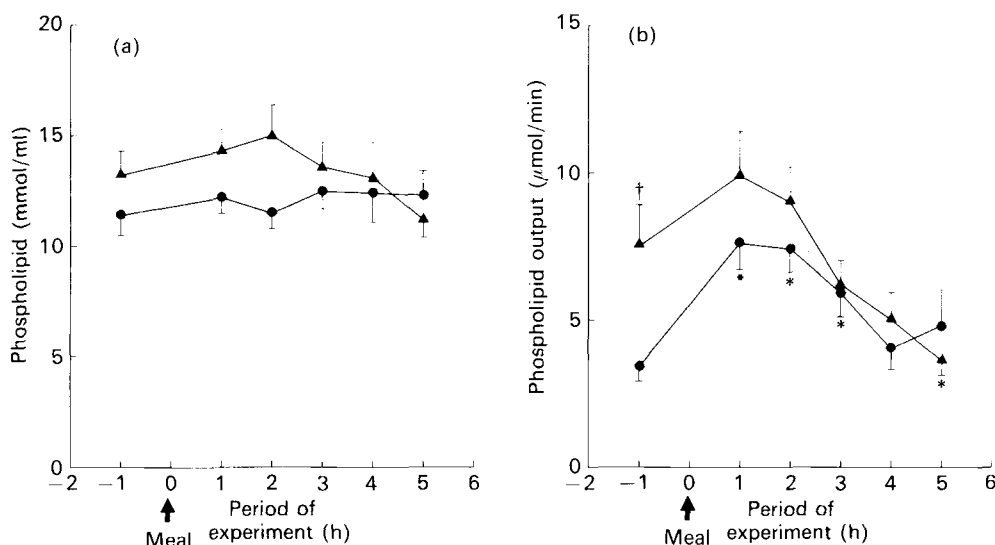 (a)
Phospholipid (mmol/ml)
20
15
10
5
0
−2 −1 0 1 2 3 4 5 6
Period of
experiment (h)
Meal
(b)
Phospholipid output (μmol/min)
15
10
5
0
†
* * *
*
−2 −1 0 1 2 3 4 5 6
Period of
experiment (h)
Meal